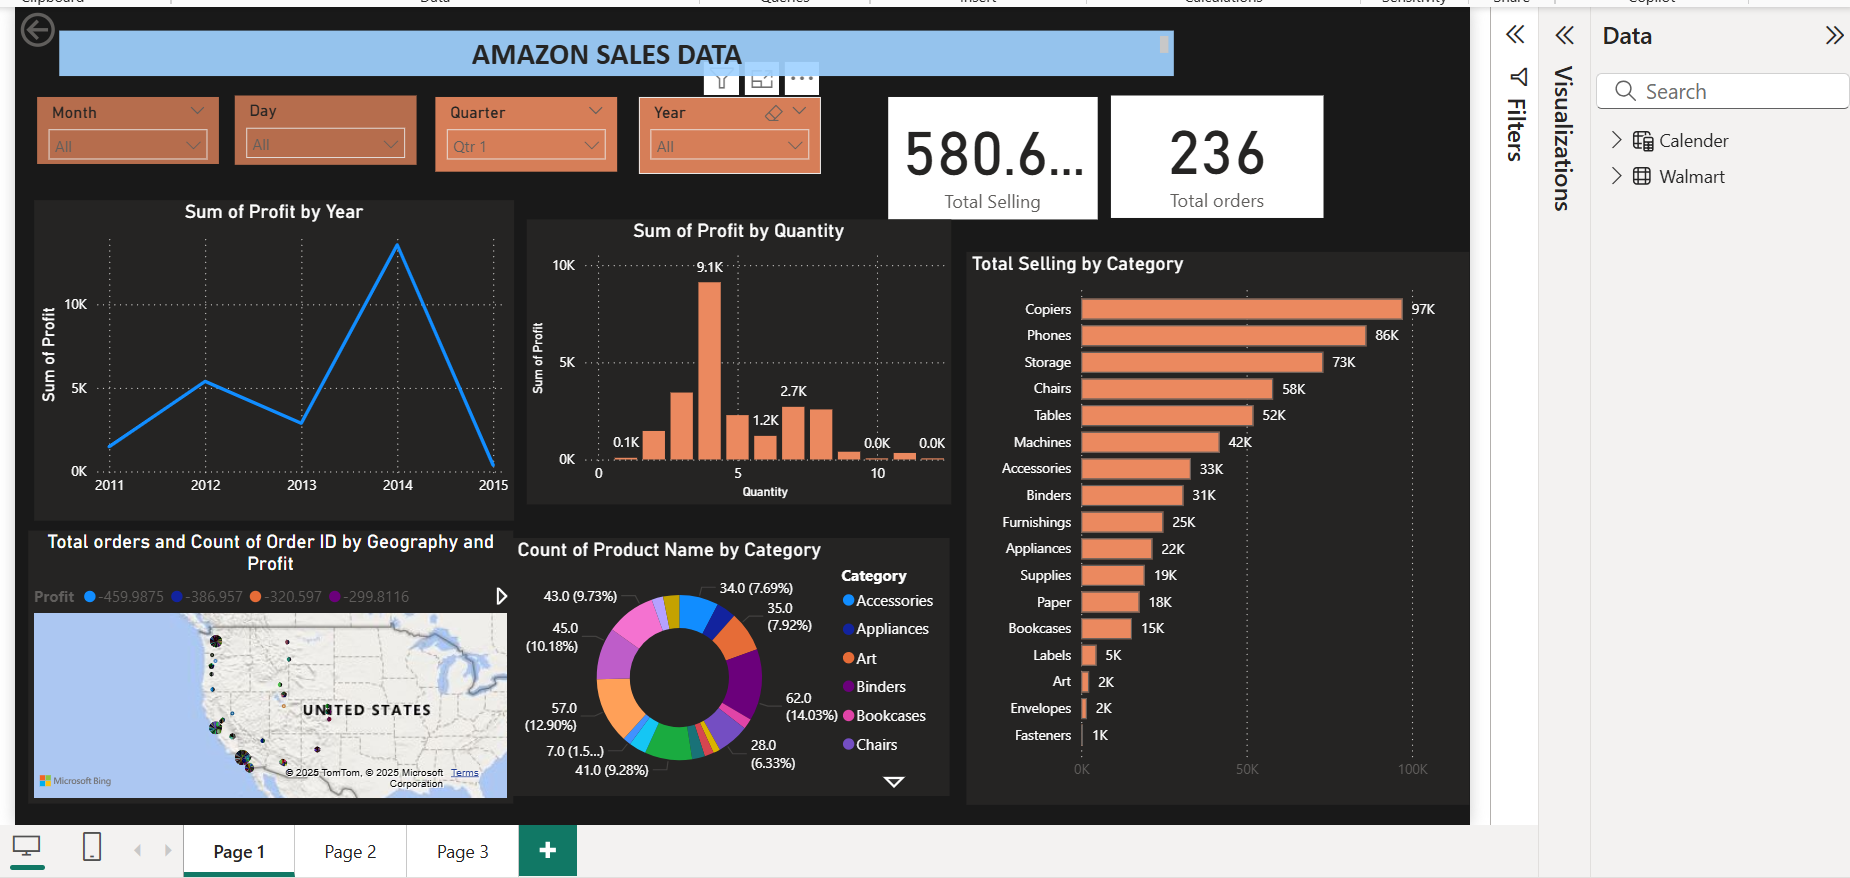 AMAZON SALES DATA
Month
All
Day
All
Quarter
Qtr 1
Year
All
580.6...
Total Selling
236
Total orders
Sum of Profit by Year
Sum of Profit
10K
5K
0K
2011 2012 2013 2014 2015
Sum of Profit by Quantity
Sum of Profit
10K
5K
0K
0.1K
9.1K
1.2K
2.7K
0.0K
0.0K
0 5 10
Quantity
Total Selling by Category
Copiers 97K
Phones 86K
Storage 73K
Chairs 58K
Tables 52K
Machines 42K
Accessories 33K
Binders 31K
Furnishings 25K
Appliances 22K
Supplies 19K
Paper 18K
Bookcases 15K
Labels 5K
Art 2K
Envelopes 2K
Fasteners 1K
0K 50K 100K
Total orders and Count of Order ID by Geography and
Profit
Profit -459.9875 -386.957 -320.597 -299.8116
UNITED STATES
Microsoft Bing
© 2025 TomTom, © 2025 Microsoft Terms
Corporation
Count of Product Name by Category
34.0 (7.69%)
35.0
(7.92%)
62.0
(14.03%)
28.0
(6.33%)
41.0 (9.28%)
7.0 (1.5...)
57.0
(12.90%)
45.0
(10.18%)
43.0 (9.73%)
Category
Accessories
Appliances
Art
Binders
Bookcases
Chairs
Filters
Visualizations
Data
Search
Calender
Walmart
Page 1
Page 2
Page 3